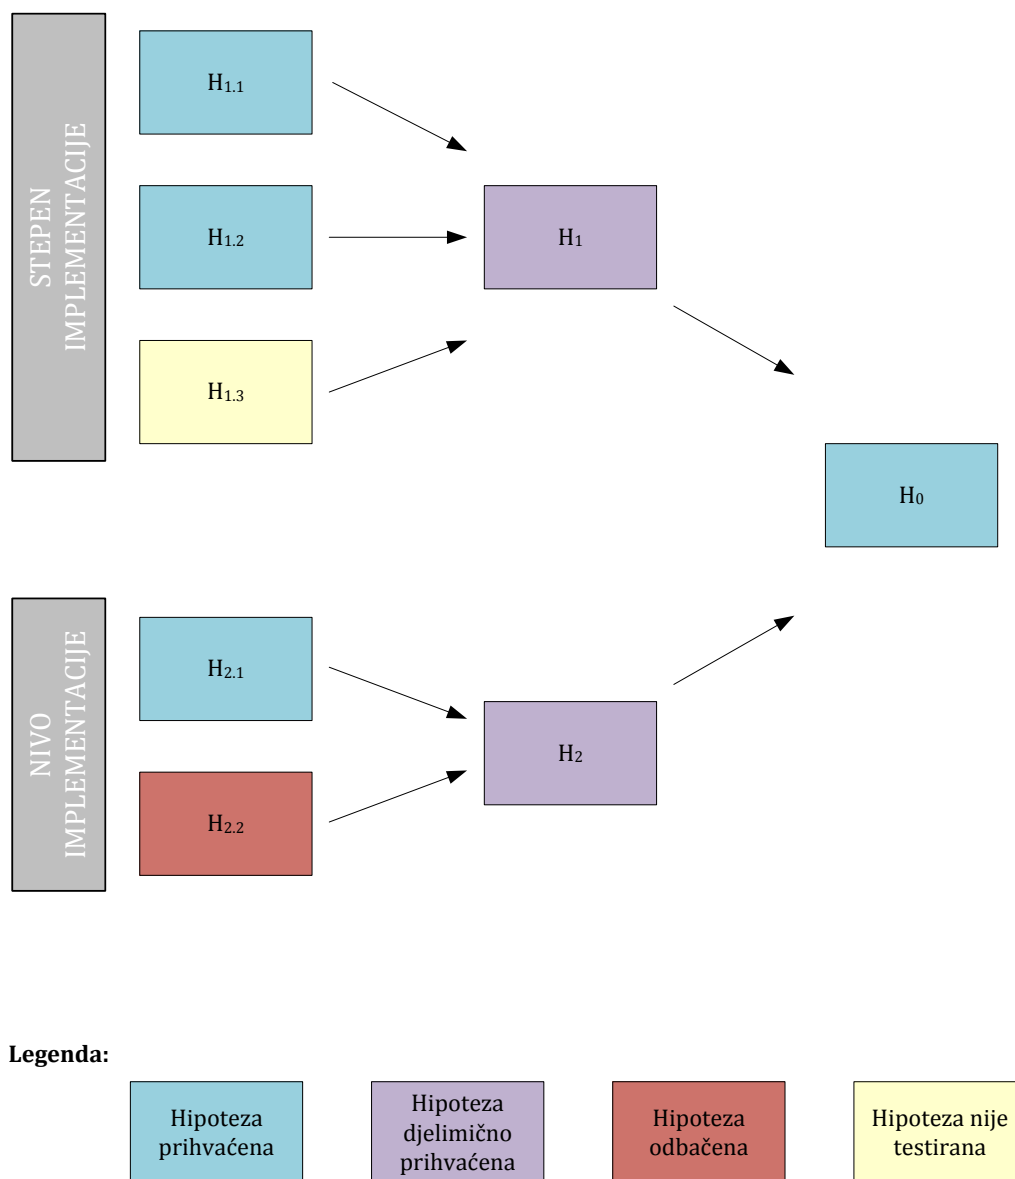 STEPEN
IMPLEMENTACIJE
H1.1
H1.2
H1.3
H1
H0
NIVO
IMPLEMENTACIJE
H2.1
H2.2
H2
Legenda:
Hipoteza
prihvaćena
Hipoteza
djelimično
prihvaćena
Hipoteza
odbačena
Hipoteza nije
testirana